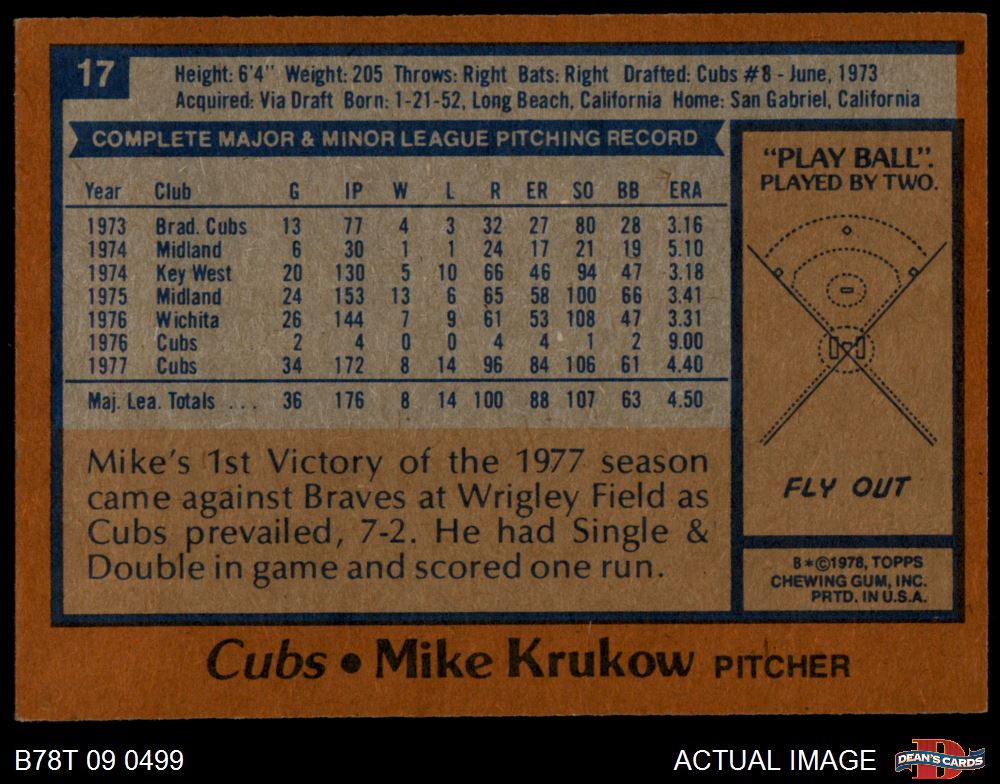 17
Height: 6'4" Weight: 205 Throws: Right Bats: Right Drafted: Cubs #8 - June, 1973
Acquired: Via Draft Born: 1-21-52, Long Beach, California Home: San Gabriel, California
COMPLETE MAJOR & MINOR LEAGUE PITCHING RECORD
Year Club G IP W L R ER SO BB ERA
1973 Brad. Cubs 13 77 4 3 32 27 80 28 3.16
1974 Midland 6 30 1 1 24 17 21 19 5.10
1974 Key West 20 130 5 10 66 46 94 47 3.18
1975 Midland 24 153 13 6 65 58 100 66 3.41
1976 Wichita 26 144 7 9 61 53 108 47 3.31
1976 Cubs 2 4 0 0 4 4 1 2 9.00
1977 Cubs 34 172 8 14 96 84 106 61 4.40
Maj. Lea. Totals ... 36 176 8 14 100 88 107 63 4.50
Mike's 1st Victory of the 1977 season
came against Braves at Wrigley Field as
Cubs prevailed, 7-2. He had Single &
Double in game and scored one run.
"PLAY BALL".
PLAYED BY TWO.
FLY OUT
B*©1978, TOPPS
CHEWING GUM, INC.
PRTD. IN U.S.A.
Cubs • Mike Krukow PITCHER
B78T 09 0499
ACTUAL IMAGE
D
DEAN'S CARDS